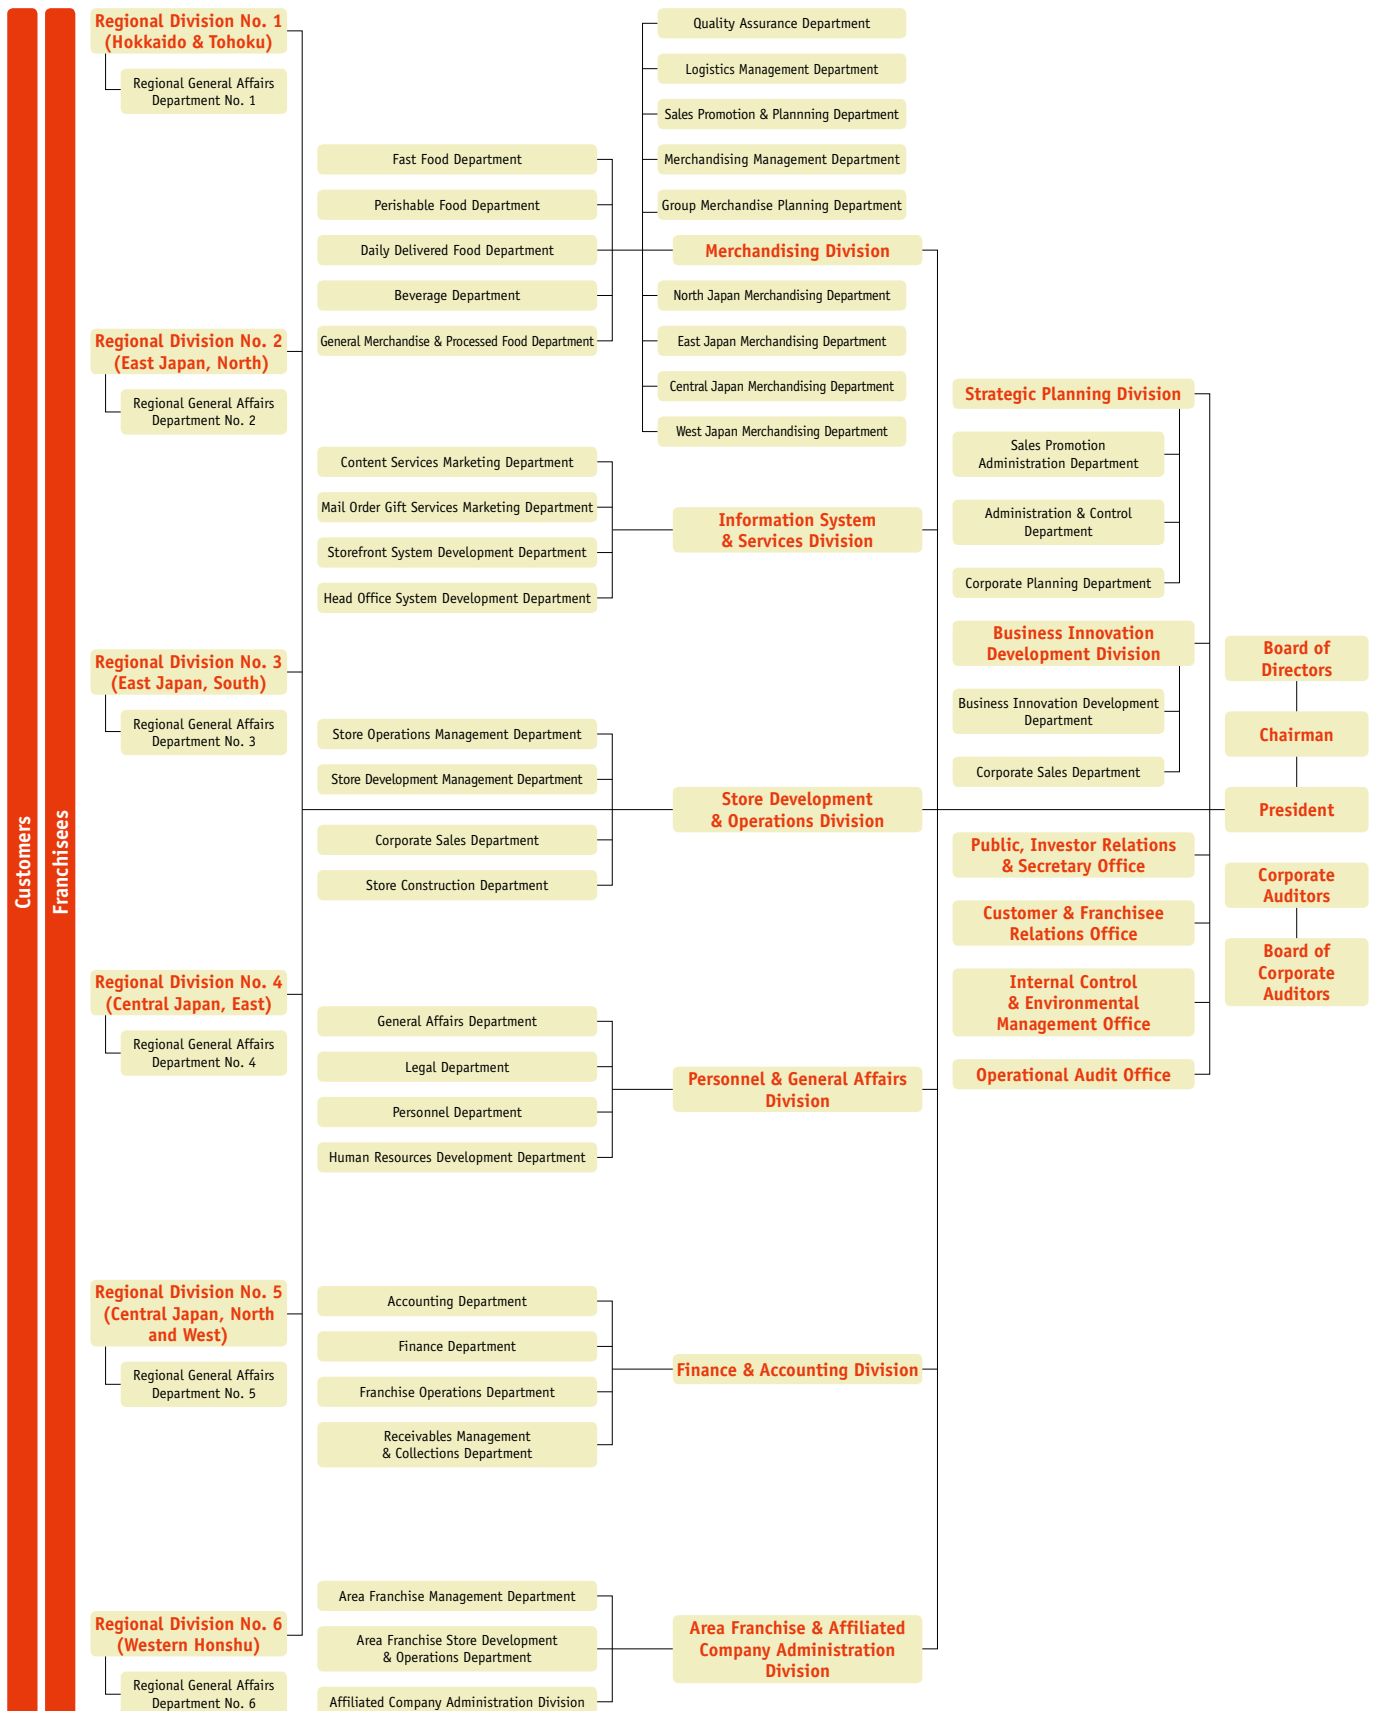 Customers
Franchisees
Regional Division No. 1
(Hokkaido & Tohoku)
Regional General Affairs
Department No. 1
Regional Division No. 2
(East Japan, North)
Regional General Affairs
Department No. 2
Regional Division No. 3
(East Japan, South)
Regional General Affairs
Department No. 3
Regional Division No. 4
(Central Japan, East)
Regional General Affairs
Department No. 4
Regional Division No. 5
(Central Japan, North
and West)
Regional General Affairs
Department No. 5
Regional Division No. 6
(Western Honshu)
Regional General Affairs
Department No. 6
Fast Food Department
Perishable Food Department
Daily Delivered Food Department
Beverage Department
General Merchandise & Processed Food Department
Content Services Marketing Department
Mail Order Gift Services Marketing Department
Storefront System Development Department
Head Office System Development Department
Store Operations Management Department
Store Development Management Department
Corporate Sales Department
Store Construction Department
General Affairs Department
Legal Department
Personnel Department
Human Resources Development Department
Accounting Department
Finance Department
Franchise Operations Department
Receivables Management
& Collections Department
Area Franchise Management Department
Area Franchise Store Development
& Operations Department
Affiliated Company Administration Division
Quality Assurance Department
Logistics Management Department
Sales Promotion & Plannning Department
Merchandising Management Department
Group Merchandise Planning Department
Merchandising Division
North Japan Merchandising Department
East Japan Merchandising Department
Central Japan Merchandising Department
West Japan Merchandising Department
Information System
& Services Division
Store Development
& Operations Division
Personnel & General Affairs
Division
Finance & Accounting Division
Area Franchise & Affiliated
Company Administration
Division
Strategic Planning Division
Sales Promotion
Administration Department
Administration & Control
Department
Corporate Planning Department
Business Innovation
Development Division
Business Innovation Development
Department
Corporate Sales Department
Public, Investor Relations
& Secretary Office
Customer & Franchisee
Relations Office
Internal Control
& Environmental
Management Office
Operational Audit Office
Board of
Directors
Chairman
President
Corporate
Auditors
Board of
Corporate
Auditors